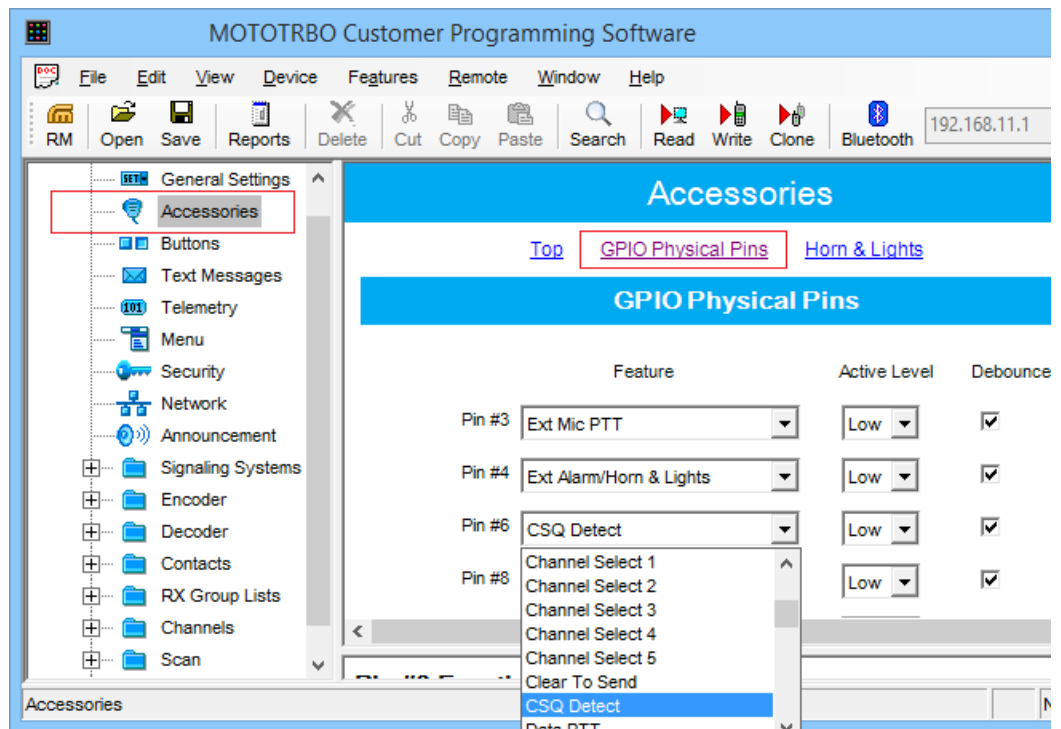 MOTOTRBO Customer Programming Software
File Edit View Device Features Remote Window Help
RM Open Save Reports Delete Cut Copy Paste Search Read Write Clone Bluetooth 192.168.11.1
SET General Settings
Accessories
Buttons
Text Messages
101 Telemetry
Menu
Security
Network
Announcement
Signaling Systems
Encoder
Decoder
Contacts
RX Group Lists
Channels
Scan
Accessories
Top GPIO Physical Pins Horn & Lights
GPIO Physical Pins
Feature Active Level Debounce
Pin #3 Ext Mic PTT Low
Pin #4 Ext Alarm/Horn & Lights Low
Pin #6 CSQ Detect Low
Pin #8 Low
Channel Select 1
Channel Select 2
Channel Select 3
Channel Select 4
Channel Select 5
Clear To Send
CSQ Detect
Data PTT
Accessories